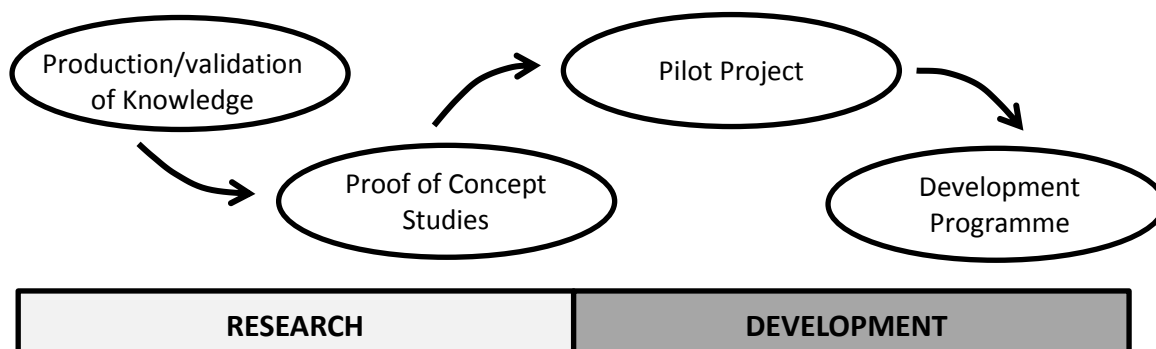 Production/validation
of Knowledge
Proof of Concept
Studies
Pilot Project
Development
Programme
RESEARCH
DEVELOPMENT